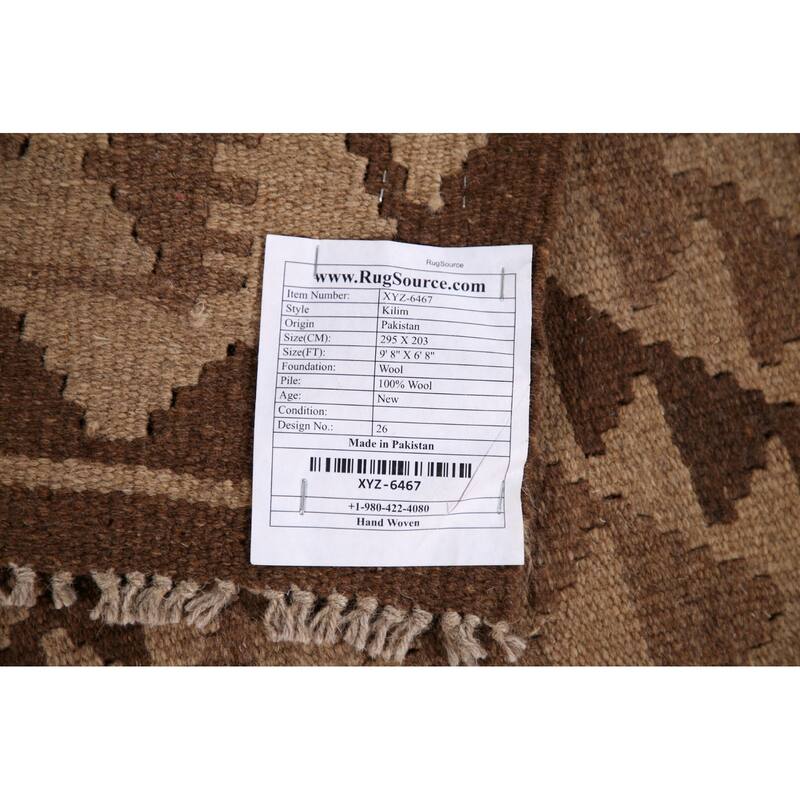 RugSource
www.RugSource.com
Item Number: XYZ-6467
Style Kilim
Origin Pakistan
Size(CM): 295 X 203
Size(FT): 9' 8" X 6' 8"
Foundation: Wool
Pile: 100% Wool
Age: New
Condition:
Design No.: 26
Made in Pakistan
XYZ-6467
+1-980-422-4080
Hand Woven